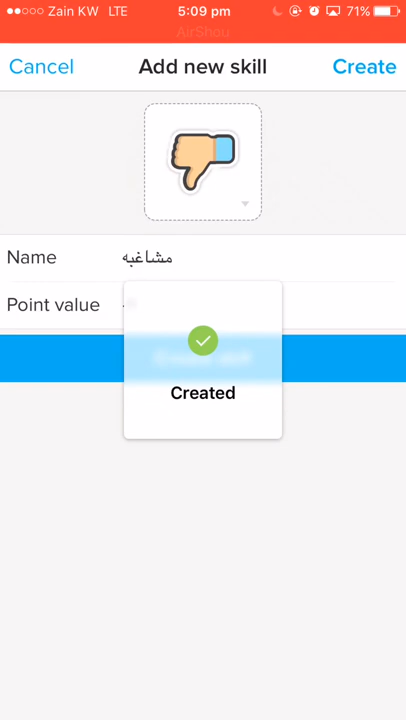 Zain KW LTE 5:09 pm 71%
AirShou
Cancel Add new skill Create
Name مشاغبه
Point value
Created